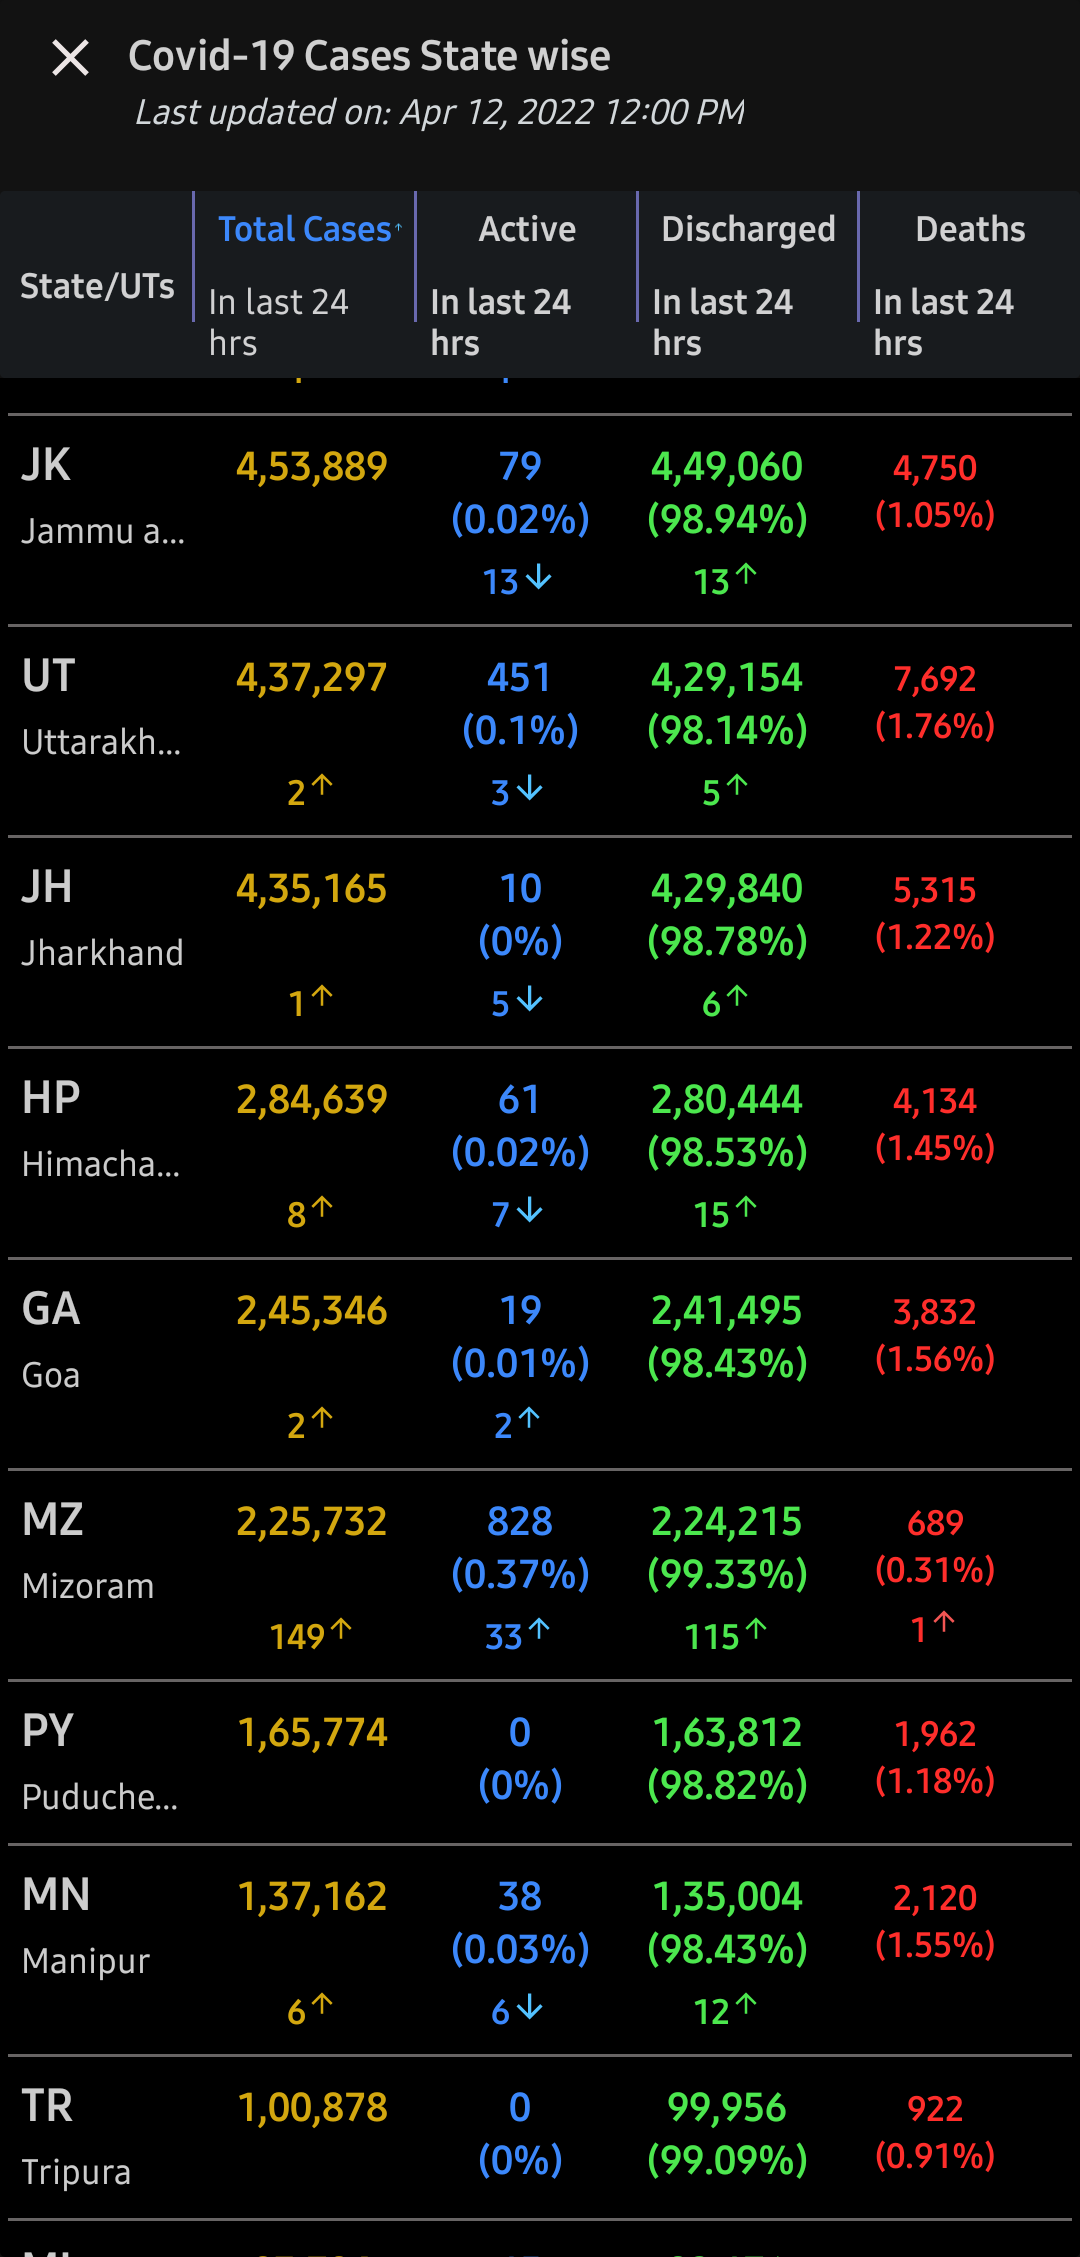 Covid-19 Cases State wise
Last updated on: Apr 12, 2022 12:00 PM
State/UTs
Total Cases↑ Active Discharged Deaths
In last 24 hrs In last 24 hrs In last 24 hrs In last 24 hrs
JK 4,53,889 79 4,49,060 4,750
Jammu a... (0.02%) (98.94%) (1.05%)
13↓ 13↑
UT 4,37,297 451 4,29,154 7,692
Uttarakh... (0.1%) (98.14%) (1.76%)
2↑ 3↓ 5↑
JH 4,35,165 10 4,29,840 5,315
Jharkhand (0%) (98.78%) (1.22%)
1↑ 5↓ 6↑
HP 2,84,639 61 2,80,444 4,134
Himacha... (0.02%) (98.53%) (1.45%)
8↑ 7↓ 15↑
GA 2,45,346 19 2,41,495 3,832
Goa (0.01%) (98.43%) (1.56%)
2↑ 2↑
MZ 2,25,732 828 2,24,215 689
Mizoram (0.37%) (99.33%) (0.31%)
149↑ 33↑ 115↑ 1↑
PY 1,65,774 0 1,63,812 1,962
Puduche... (0%) (98.82%) (1.18%)
MN 1,37,162 38 1,35,004 2,120
Manipur (0.03%) (98.43%) (1.55%)
6↑ 6↓ 12↑
TR 1,00,878 0 99,956 922
Tripura (0%) (99.09%) (0.91%)